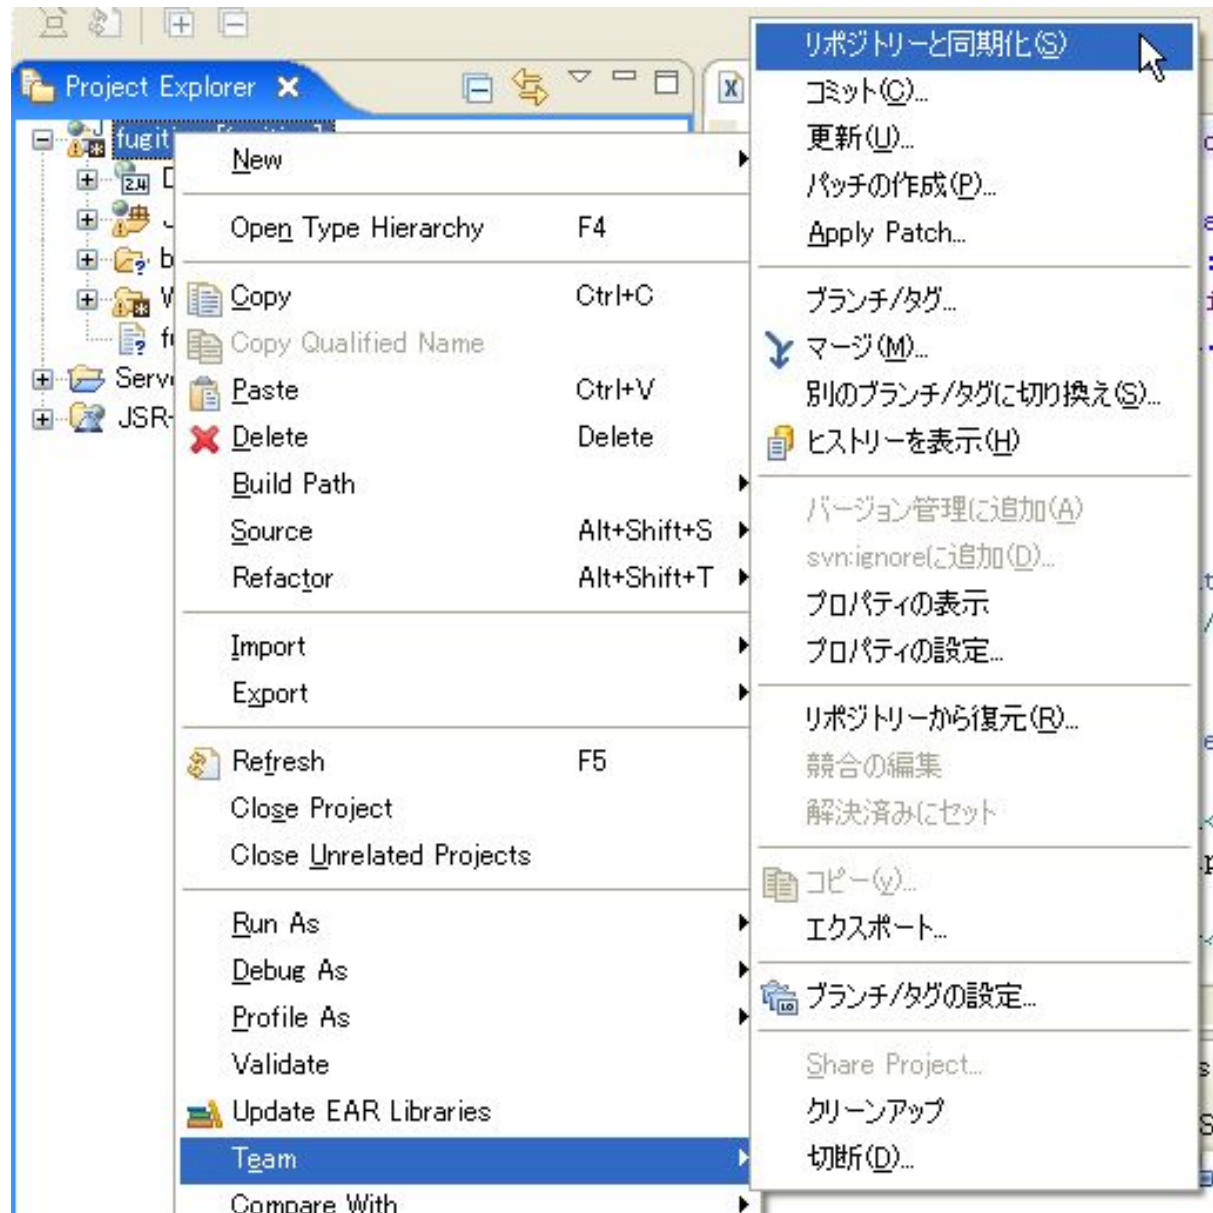 Project Explorer
fugit
Serve
JSR-
New
Open Type Hierarchy F4
Copy Ctrl+C
Copy Qualified Name
Paste Ctrl+V
Delete Delete
Build Path
Source Alt+Shift+S
Refactor Alt+Shift+T
Import
Export
Refresh F5
Close Project
Close Unrelated Projects
Run As
Debug As
Profile As
Validate
Update EAR Libraries
Team
Compare With
リポジトリーと同期化(S)
コミット(C)...
更新(U)...
パッチの作成(P)...
Apply Patch...
ブランチ/タグ...
マージ(M)...
別のブランチ/タグに切り換え(S)...
ヒストリーを表示(H)
バージョン管理に追加(A)
svn:ignoreに追加(D)...
プロパティの表示
プロパティの設定...
リポジトリーから復元(R)...
競合の編集
解決済みにセット
コピー(y)...
エクスポート...
ブランチ/タグの設定...
Share Project...
クリーンアップ
切断(D)...